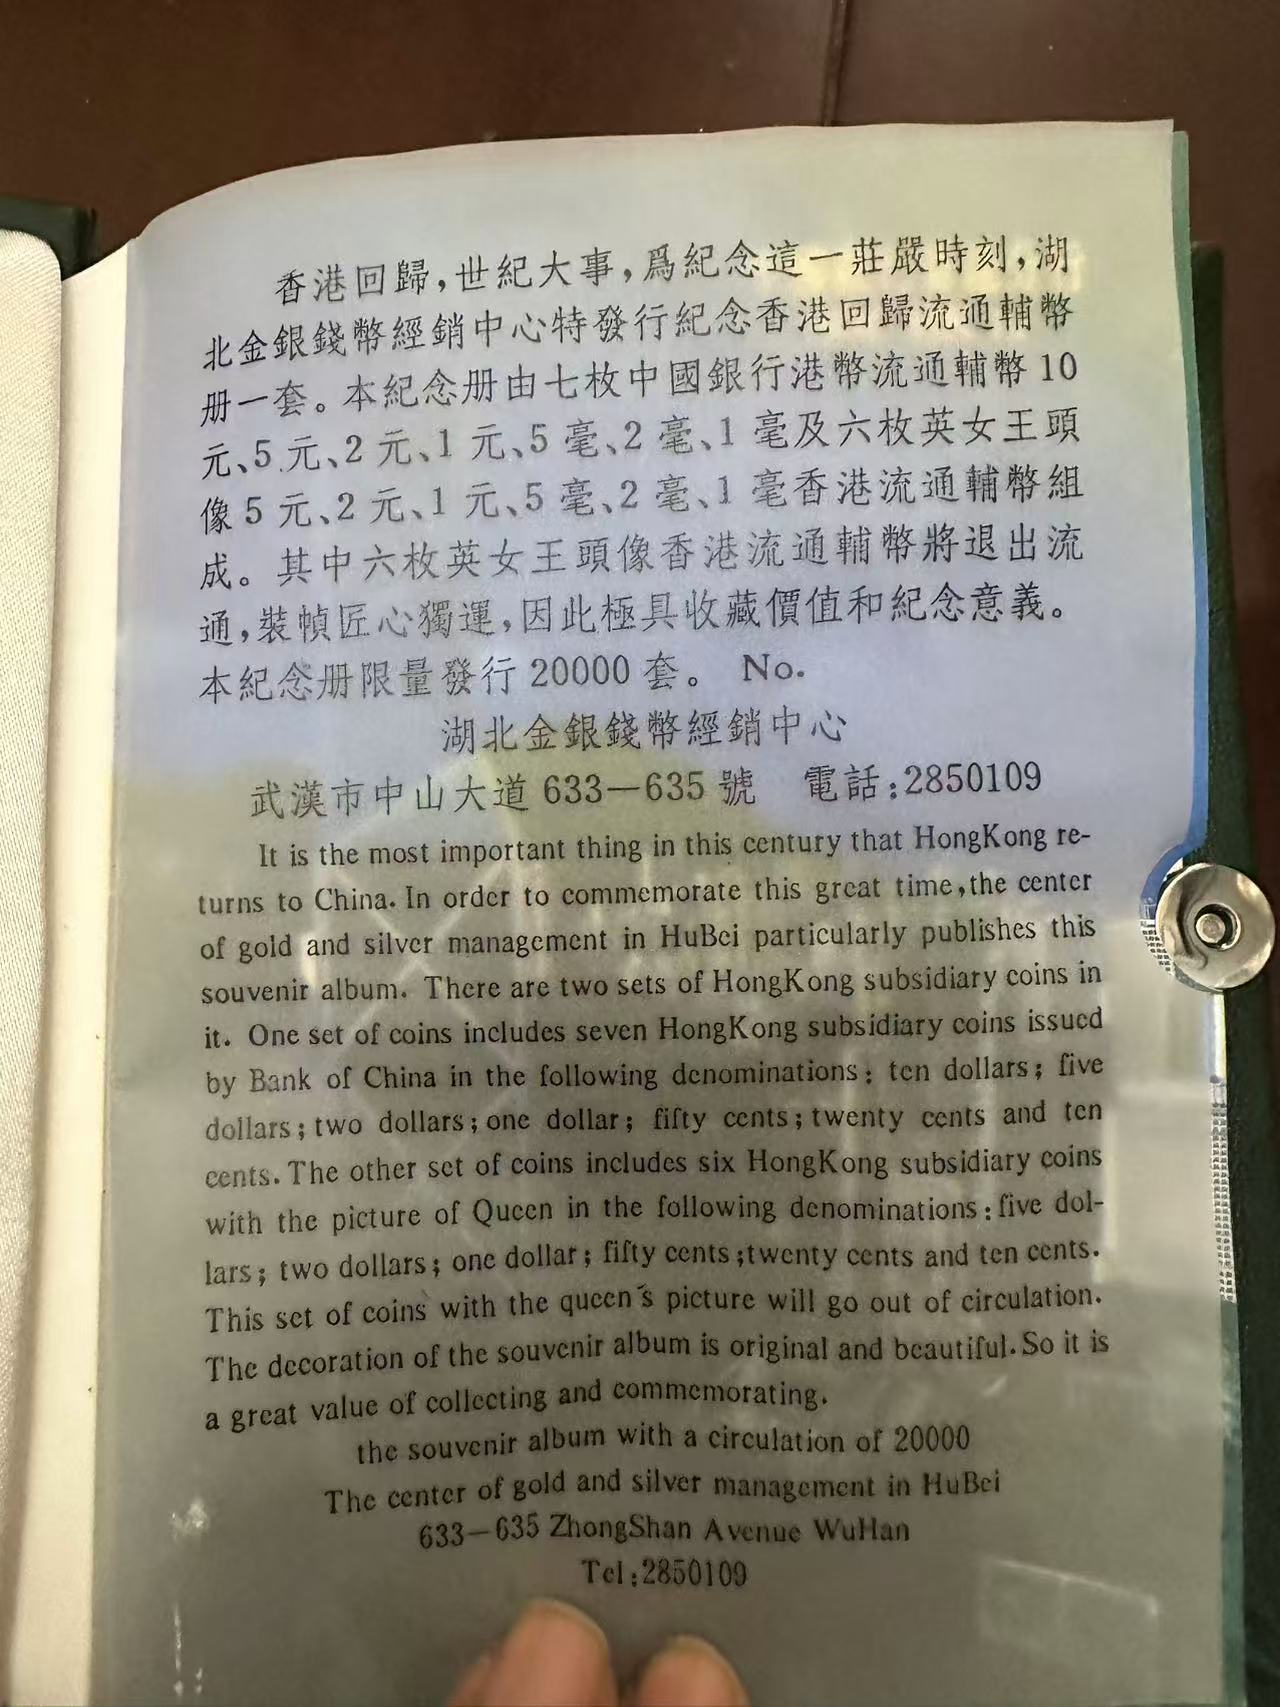 香港回歸，世紀大事，爲紀念這一莊嚴時刻，湖
北金銀錢幣經銷中心特發行紀念香港回歸流通輔幣
册一套。本紀念册由七枚中國銀行港幣流通輔幣10
元、5元、2元、1元、5毫、2毫、1毫及六枚英女王頭
像5元、2元、1元、5毫、2毫、1毫香港流通輔幣組
成。其中六枚英女王頭像香港流通輔幣將退出流
通，裝幀匠心獨運，因此極具收藏價值和紀念意義。
本紀念册限量發行20000套。 No.
湖北金銀錢幣經銷中心
武漢市中山大道633—635號 電話：2850109
It is the most important thing in this century that HongKong re-
turns to China. In order to commemorate this great time,the center
of gold and silver management in HuBei particularly publishes this
souvenir album. There are two sets of HongKong subsidiary coins in
it. One set of coins includes seven HongKong subsidiary coins issued
by Bank of China in the following denominations: ten dollars; five
dollars;two dollars;one dollar; fifty cents;twenty cents and ten
cents. The other set of coins includes six HongKong subsidiary coins
with the picture of Queen in the following denominations:five dol-
lars; two dollars; one dollar; fifty cents;twenty cents and ten cents.
This set of coins with the queen's picture will go out of circulation.
The decoration of the souvenir album is original and beautiful.So it is
a great value of collecting and commemorating.
the souvenir album with a circulation of 20000
The center of gold and silver management in HuBei
633—635 ZhongShan Avenue WuHan
Tel:2850109